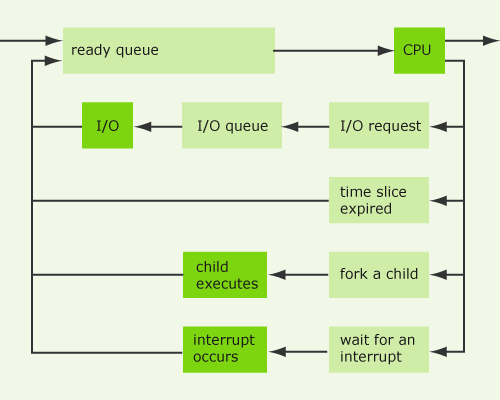 ready queue
CPU
I/O
I/O queue
I/O request
time slice
expired
child
executes
fork a child
interrupt
occurs
wait for an
interrupt